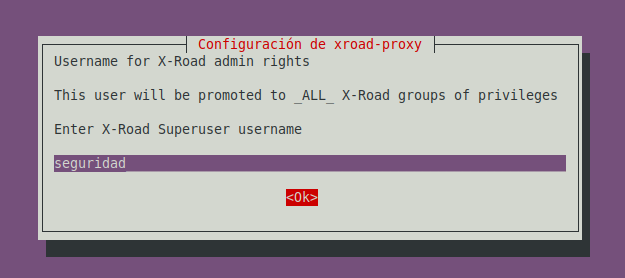 Configuración de xroad-proxy
Username for X-Road admin rights
This user will be promoted to _ALL_ X-Road groups of privileges
Enter X-Road Superuser username
seguridad
<Ok>